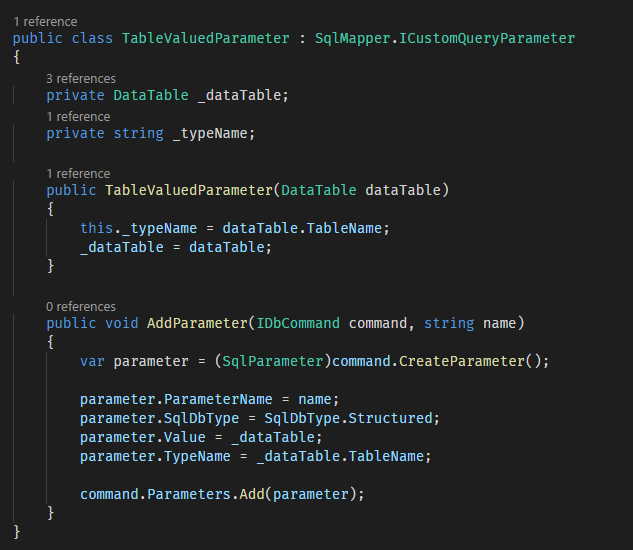 1 reference
public class TableValuedParameter : SqlMapper.ICustomQueryParameter
{
3 references
private DataTable _dataTable;
1 reference
private string _typeName;
1 reference
public TableValuedParameter(DataTable dataTable)
{
this._typeName = dataTable.TableName;
_dataTable = dataTable;
}
0 references
public void AddParameter(IDbCommand command, string name)
{
var parameter = (SqlParameter)command.CreateParameter();
parameter.ParameterName = name;
parameter.SqlDbType = SqlDbType.Structured;
parameter.Value = _dataTable;
parameter.TypeName = _dataTable.TableName;
command.Parameters.Add(parameter);
}
}